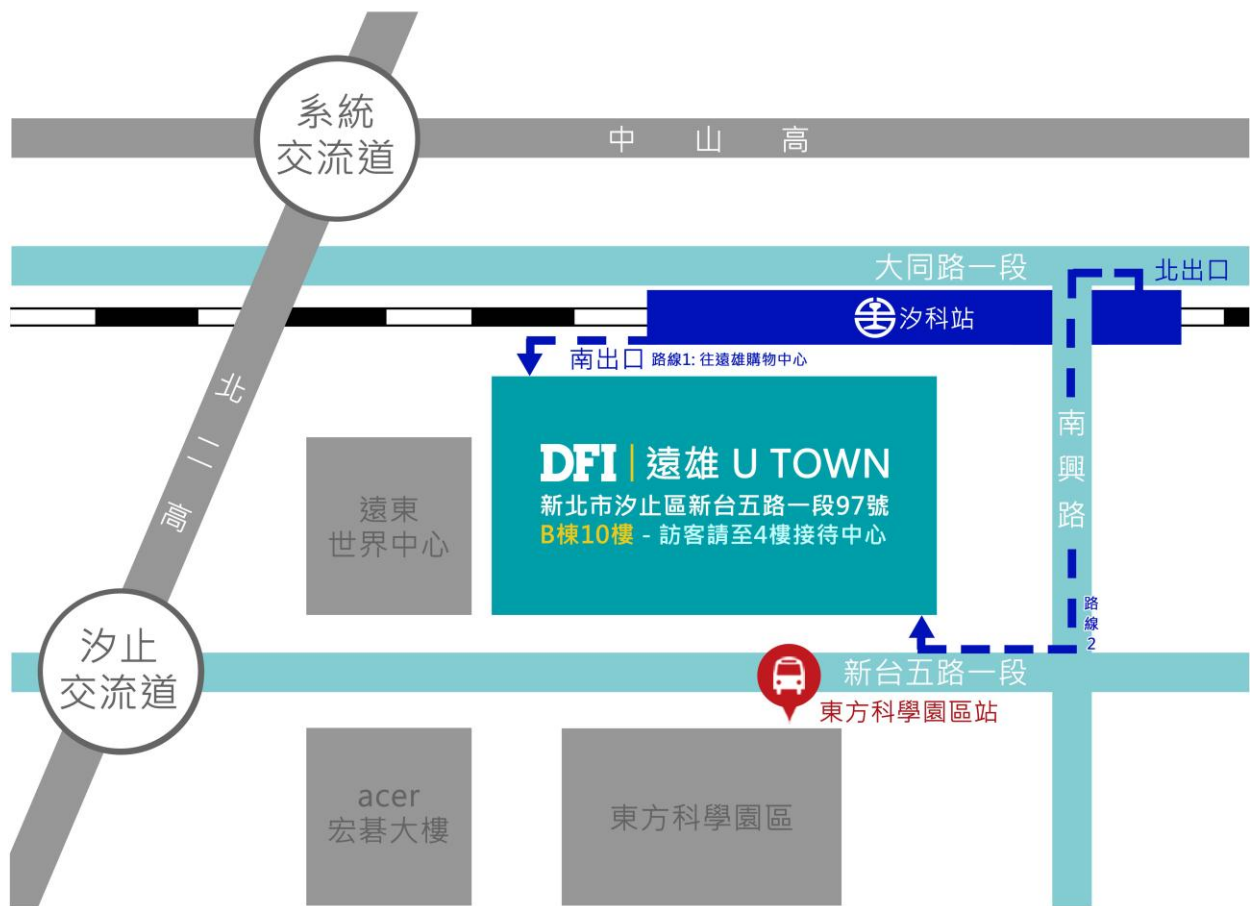 系統
交流道
中山高
大同路一段
北出口
汐科站
南出口 路線1: 往遠雄購物中心
北二高
南興路
DFI | 遠雄 U TOWN
新北市汐止區新台五路一段97號
B棟10樓 - 訪客請至4樓接待中心
遠東
世界中心
路線2
汐止
交流道
新台五路一段
東方科學園區站
acer
宏碁大樓
東方科學園區